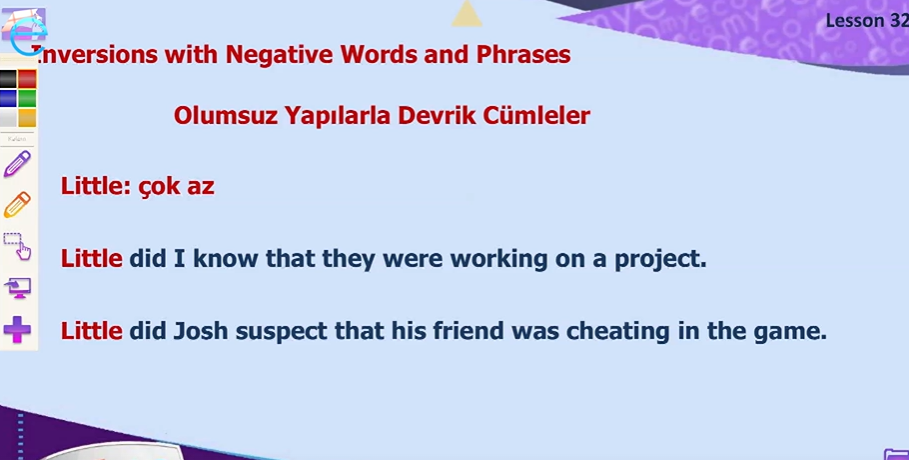 Lesson 32
Inversions with Negative Words and Phrases
Olumsuz Yapılarla Devrik Cümleler
Little: çok az
Little did I know that they were working on a project.
Little did Josh suspect that his friend was cheating in the game.